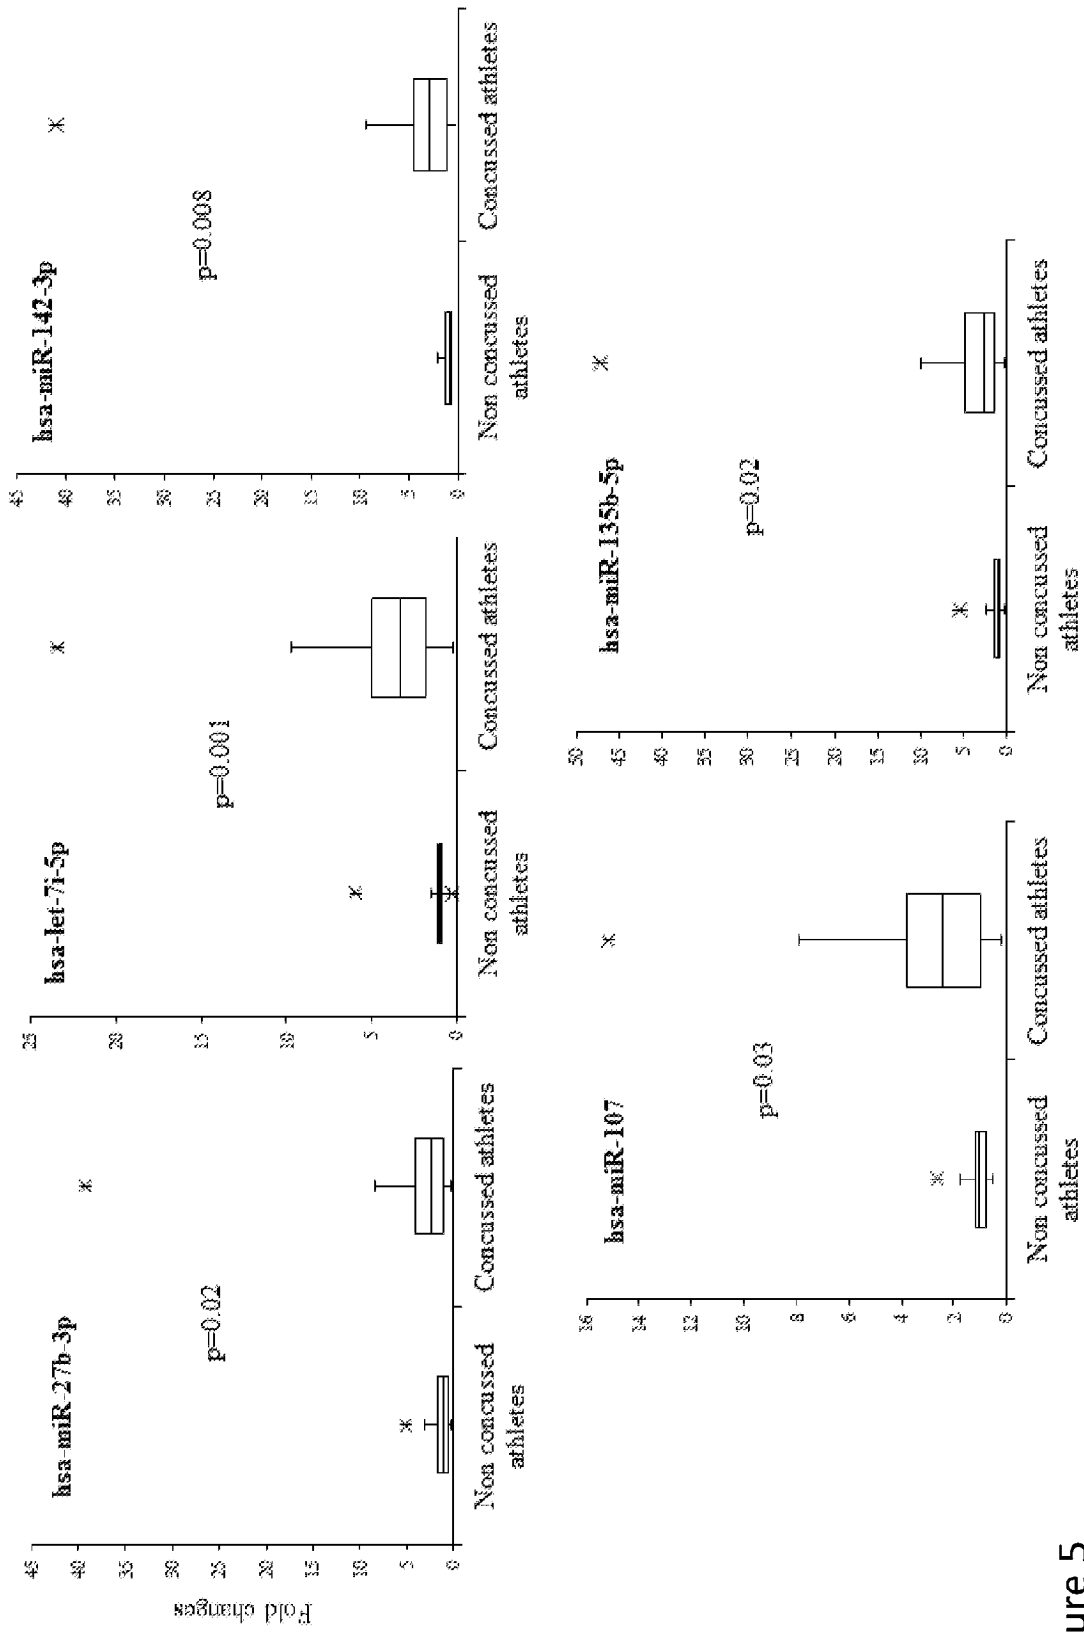 hsa-miR-27b-3p
45
40
35
30
25
20
15
10
5
0
Fold changes
p=0.02
Non concussed
athletes
Concussed athletes
hsa-let-7i-5p
25
20
15
10
5
0
p=0.001
Non concussed
athletes
Concussed athletes
hsa-miR-142-3p
45
40
35
30
25
20
15
10
5
0
p=0.008
Non concussed
athletes
Concussed athletes
hsa-miR-107
16
14
12
10
8
6
4
2
0
p=0.03
Non concussed
athletes
Concussed athletes
hsa-miR-135b-5p
50
45
40
35
30
25
20
15
10
5
0
p=0.02
Non concussed
athletes
Concussed athletes
ure 5